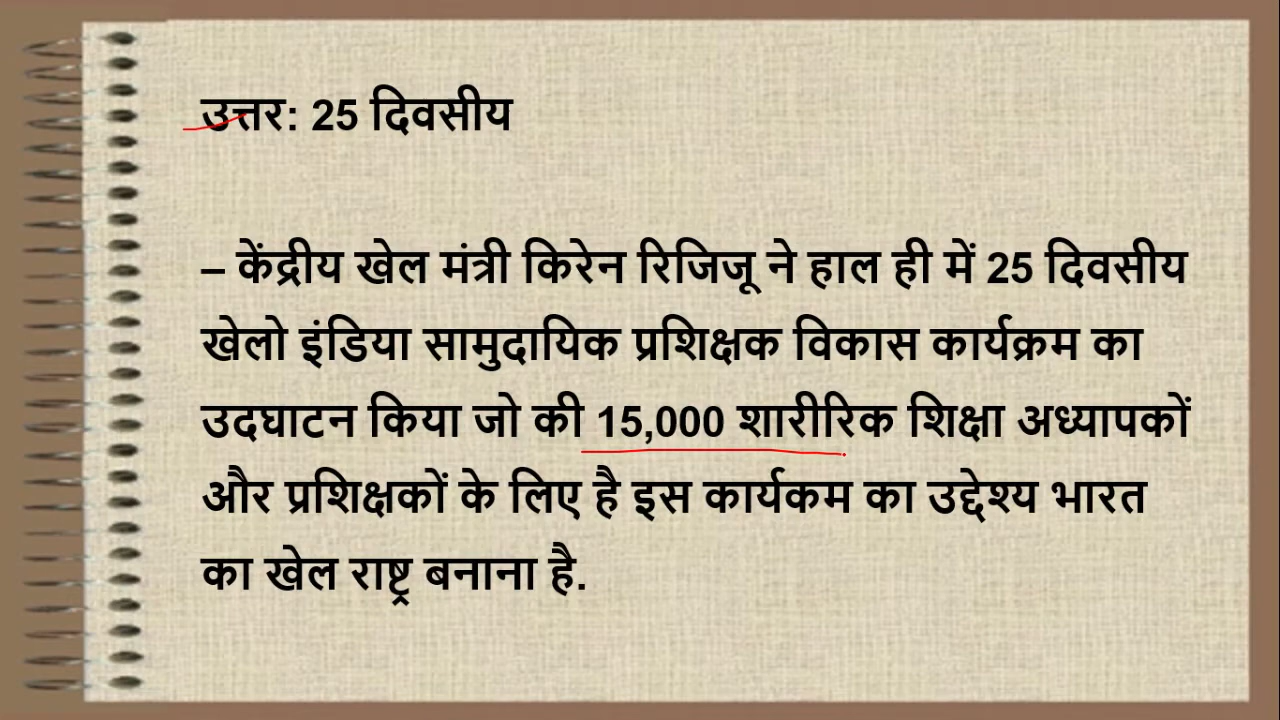 उत्तर: 25 दिवसीय
– केंद्रीय खेल मंत्री किरेन रिजिजू ने हाल ही में 25 दिवसीय
खेलो इंडिया सामुदायिक प्रशिक्षक विकास कार्यक्रम का
उदघाटन किया जो की 15,000 शारीरिक शिक्षा अध्यापकों
और प्रशिक्षकों के लिए है इस कार्यकम का उद्देश्य भारत
का खेल राष्ट्र बनाना है.